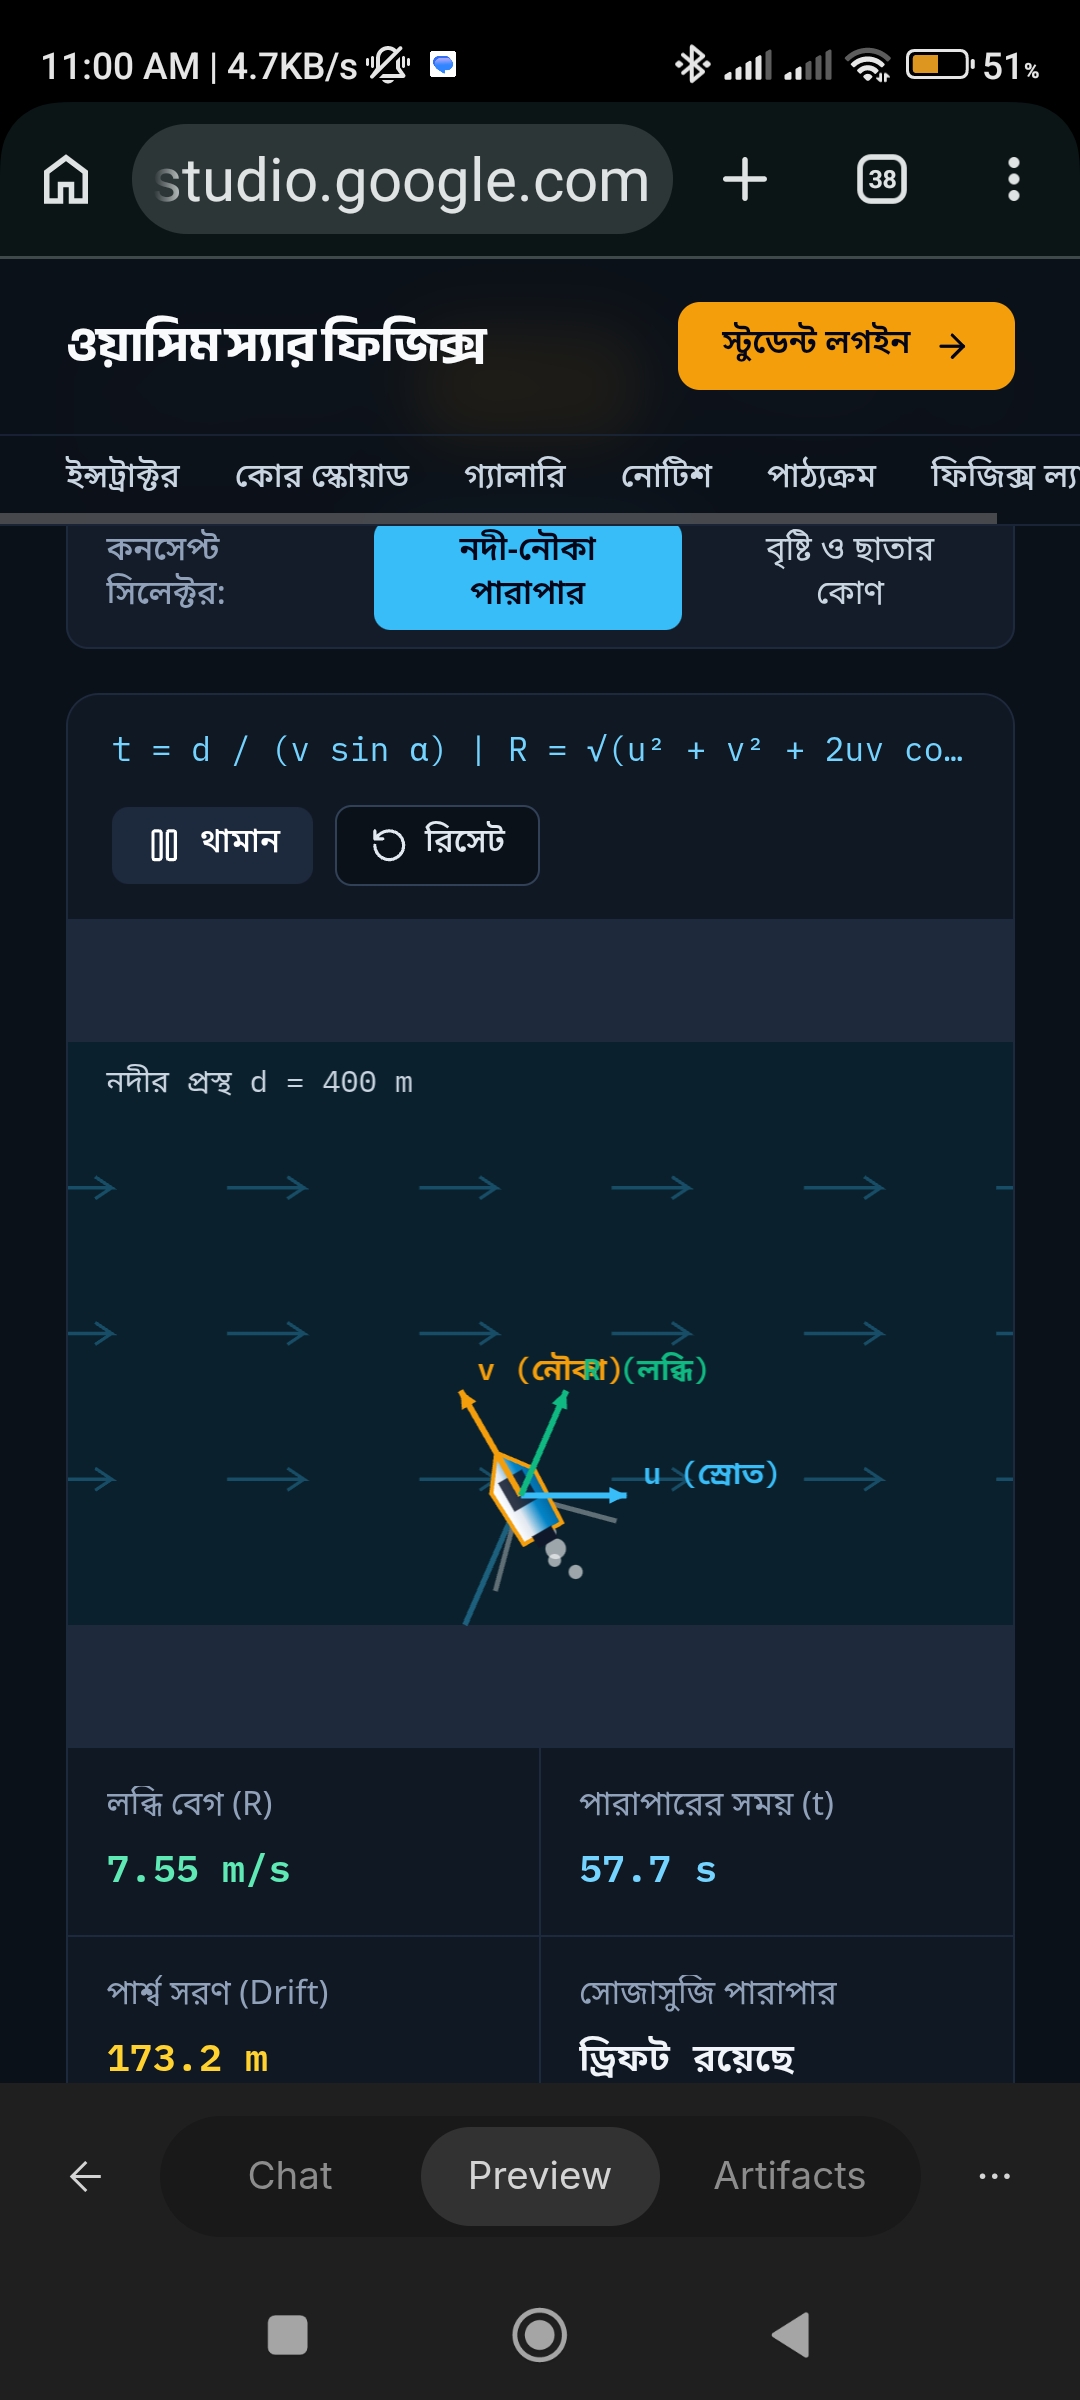 11:00 AM | 4.7KB/s
51%
studio.google.com
38
ওয়াসিম স্যার ফিজিক্স
স্টুডেন্ট লগইন →
ইন্সট্রাক্টর কোর স্কোয়াড গ্যালারি নোটিশ পাঠ্যক্রম ফিজিক্স ল্য
কনসেপ্ট
সিলেক্টর:
নদী-নৌকা
পারাপার
বৃষ্টি ও ছাতার
কোণ
t = d / (v sin α) | R = √(u² + v² + 2uv co…
থামান
রিসেট
নদীর প্রস্থ d = 400 m
v (নৌকা)
R (লব্ধি)
u (স্রোত)
লব্ধি বেগ (R)
7.55 m/s
পারাপারের সময় (t)
57.7 s
পার্শ্ব সরণ (Drift)
173.2 m
সোজাসুজি পারাপার
ড্রিফট রয়েছে
Chat Preview Artifacts